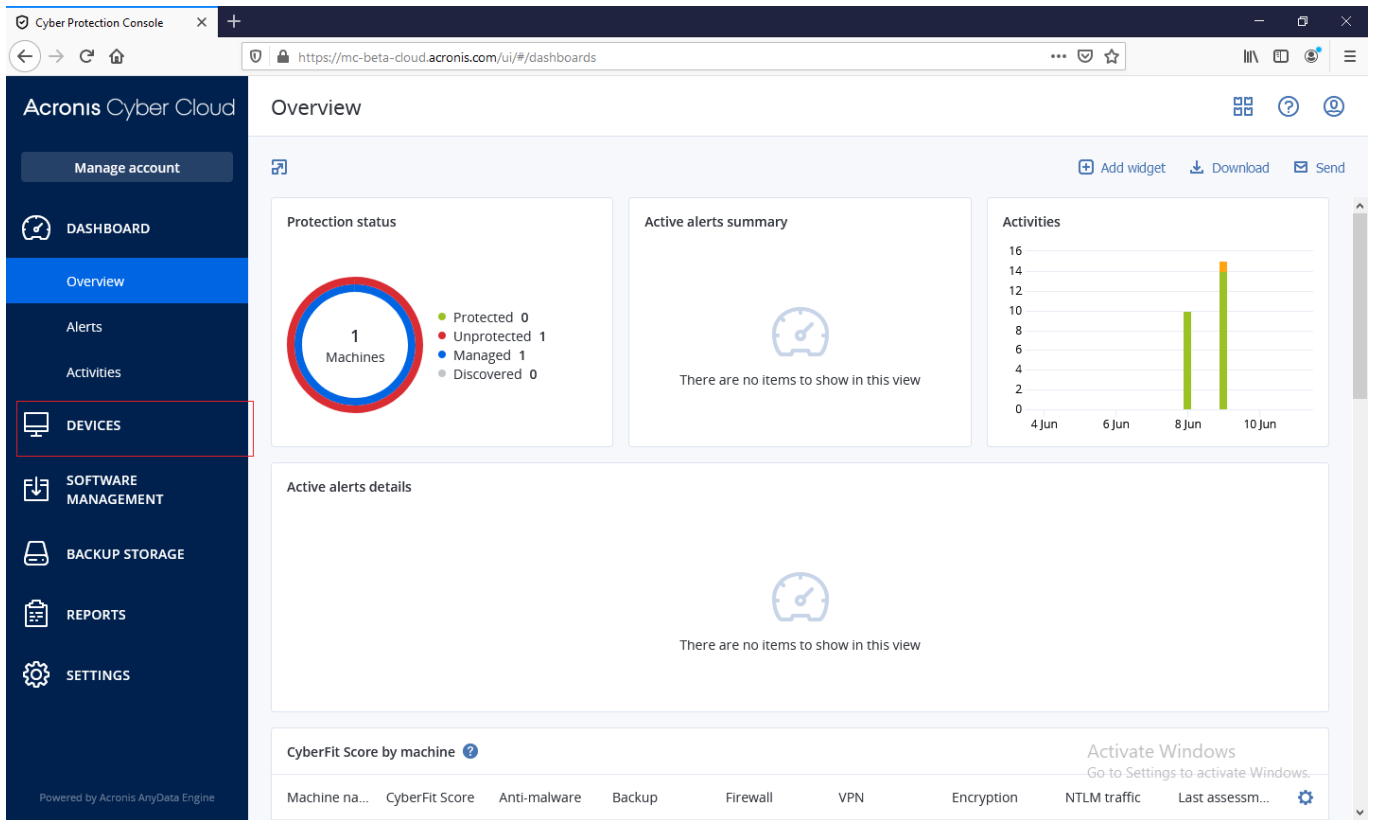 Cyber Protection Console
https://mc-beta-cloud.acronis.com/ui/#/dashboards
Acronis Cyber Cloud
Manage account
DASHBOARD
Overview
Alerts
Activities
DEVICES
SOFTWARE
MANAGEMENT
BACKUP STORAGE
REPORTS
SETTINGS
Powered by Acronis AnyData Engine
Overview
Add widget
Download
Send
Protection status
1
Machines
Protected 0
Unprotected 1
Managed 1
Discovered 0
Active alerts summary
There are no items to show in this view
Activities
16
14
12
10
8
6
4
2
0
4 Jun 6 Jun 8 Jun 10 Jun
Active alerts details
There are no items to show in this view
CyberFit Score by machine
Machine na... CyberFit Score Anti-malware Backup Firewall VPN Encryption NTLM traffic Last assessm...
Activate Windows
Go to Settings to activate Windows.